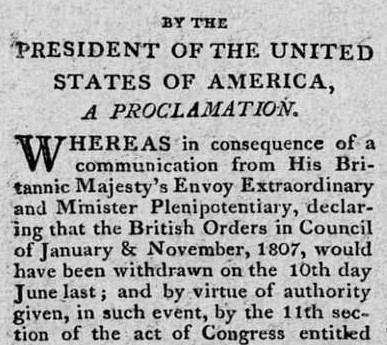 BY THE
PRESIDENT OF THE UNITED
STATES OF AMERICA,
A PROCLAMATION.
WHEREAS in consequence of a
communication from His Bri-
tannic Majesty's Envoy Extraordinary
and Minister Plenipotentiary, declar-
ing that the British Orders in Council
of January & November, 1807, would
have been withdrawn on the 10th day
June last; and by virtue of authority
given, in such event, by the 11th sec-
tion of the act of Congress entitled